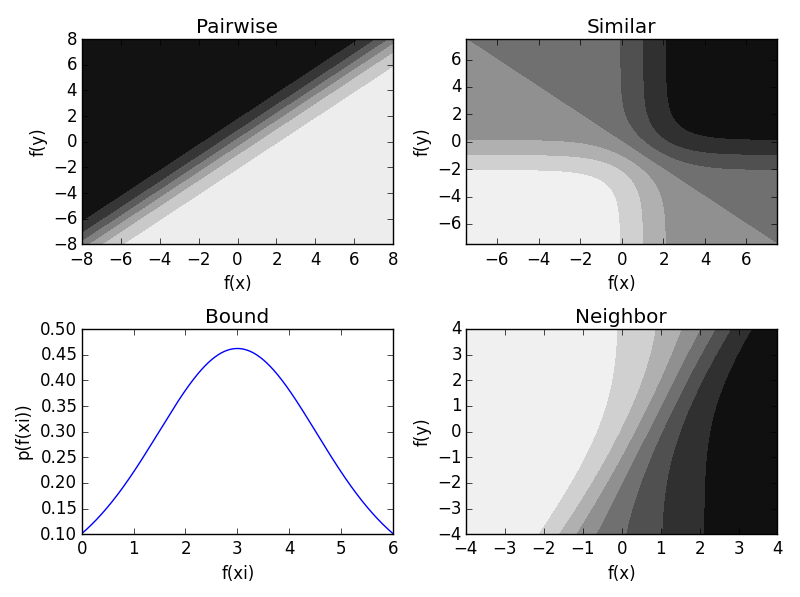 Pairwise
8
6
4
2
0
−2
−4
−6
−8
f(y)
−8 −6 −4 −2 0 2 4 6 8
f(x)
Similar
6
4
2
0
−2
−4
−6
f(y)
−6 −4 −2 0 2 4 6
f(x)
Bound
0.50
0.45
0.40
0.35
0.30
0.25
0.20
0.15
0.10
p(f(xi))
0 1 2 3 4 5 6
f(xi)
Neighbor
4
3
2
1
0
−1
−2
−3
−4
f(y)
−4 −3 −2 −1 0 1 2 3 4
f(x)